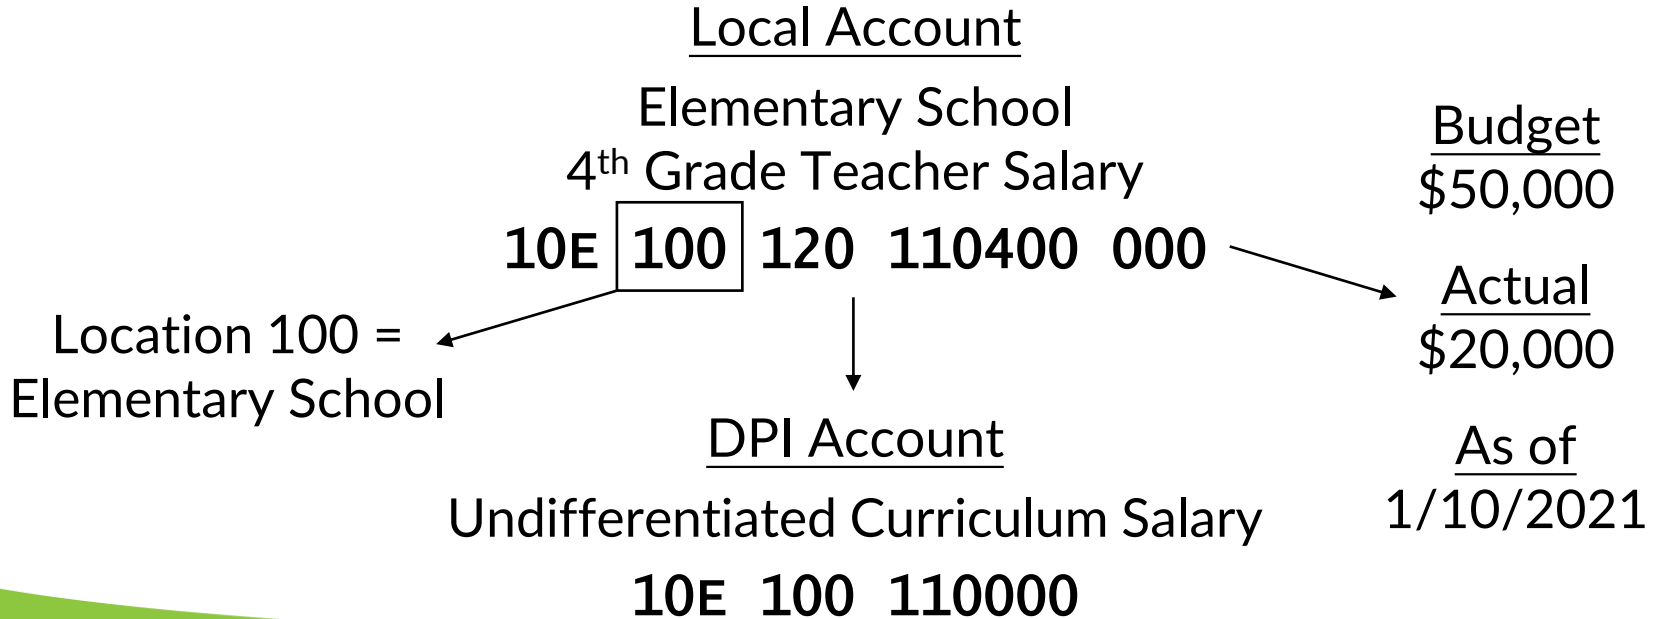 Local Account
Elementary School
4th Grade Teacher Salary
10E 100 120 110400 000
Location 100 =
Elementary School
DPI Account
Undifferentiated Curriculum Salary
10E 100 110000
Budget
$50,000
Actual
$20,000
As of
1/10/2021